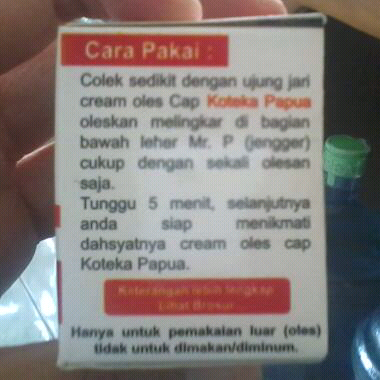 Cara Pakai :
Colek sedikit dengan ujung jari
cream oles Cap Koteka Papua
oleskan melingkar di bagian
bawah leher Mr. P (jengger)
cukup dengan sekali olesan
saja.
Tunggu 5 menit, selanjutnya
anda siap menikmati
dahsyatnya cream oles cap
Koteka Papua.
Keterangan lebih lengkap
Lihat Brosur
Hanya untuk pemakaian luar (oles)
tidak untuk dimakan/diminum.